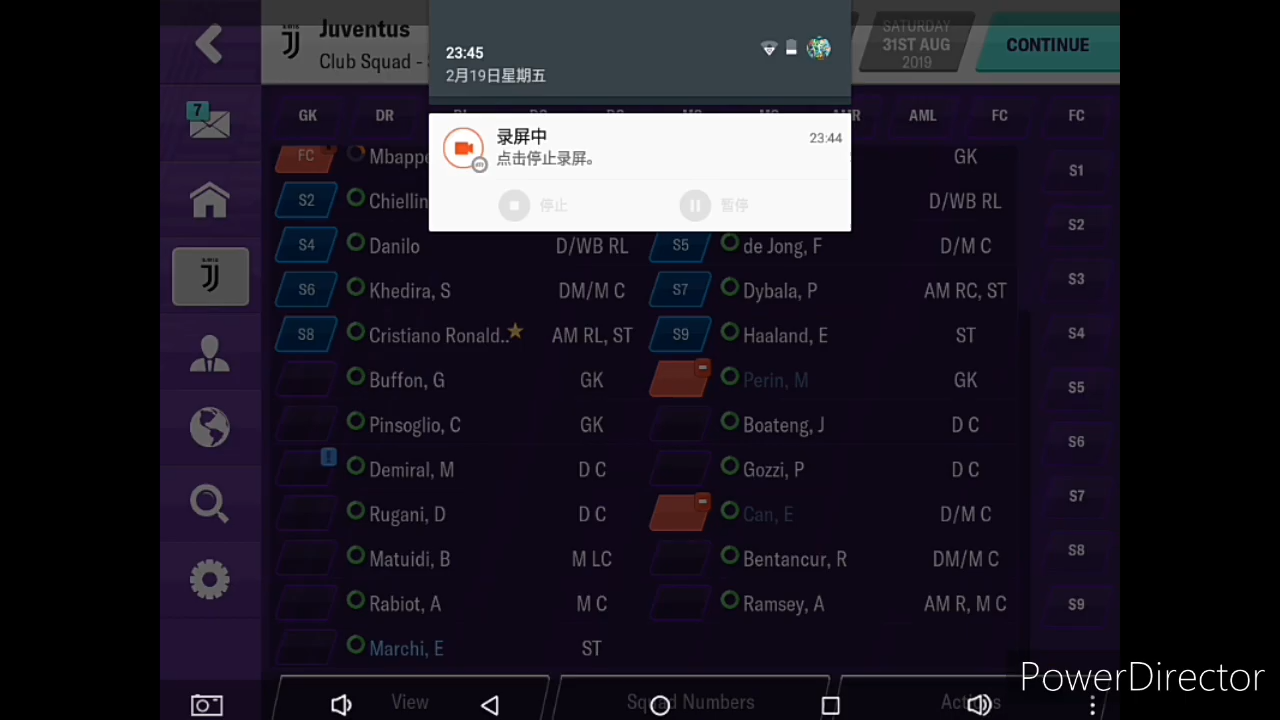 Juventus
Club Squad -
23:45
2月19日星期五
SATURDAY
31ST AUG
2019
CONTINUE
7
GK DR AML FC FC
录屏中
点击停止录屏。
23:44
停止 暂停
FC Mbappe GK S1
S2 Chiellin D/WB RL S2
S4 Danilo D/WB RL S5 de Jong, F D/M C
S3
S6 Khedira, S DM/M C S7 Dybala, P AM RC, ST
S4
S8 Cristiano Ronald.. AM RL, ST S9 Haaland, E ST
S5
Buffon, G GK Perin, M GK
S6
Pinsoglio, C GK Boateng, J D C
Demiral, M D C Gozzi, P D C
S7
Rugani, D D C Can, E D/M C
S8
Matuidi, B M LC Bentancur, R DM/M C
Rabiot, A M C Ramsey, A AM R, M C
S9
Marchi, E ST
View Squad Numbers
PowerDirector